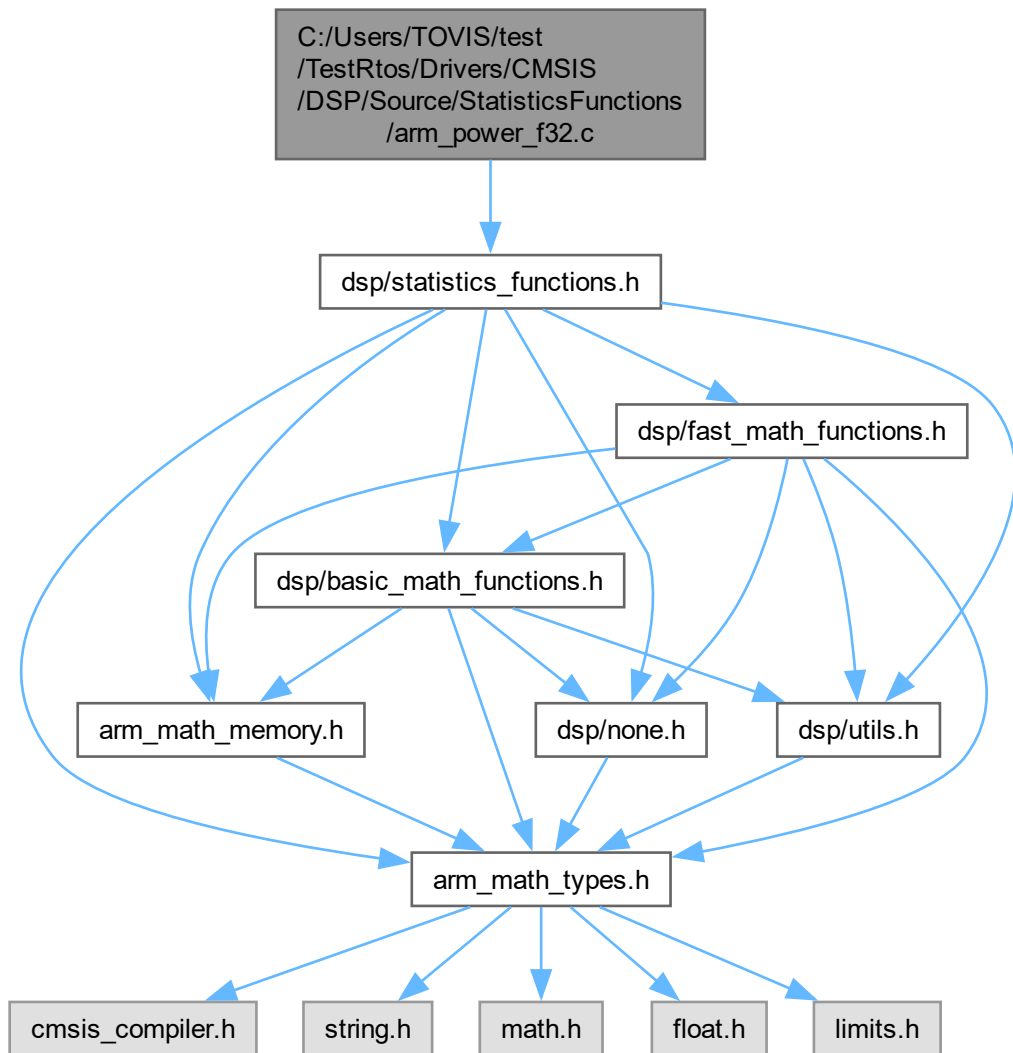 C:/Users/TOVIS/test
/TestRtos/Drivers/CMSIS
/DSP/Source/StatisticsFunctions
/arm_power_f32.c
dsp/statistics_functions.h
dsp/fast_math_functions.h
dsp/basic_math_functions.h
arm_math_memory.h
dsp/none.h
dsp/utils.h
arm_math_types.h
cmsis_compiler.h
string.h
math.h
float.h
limits.h